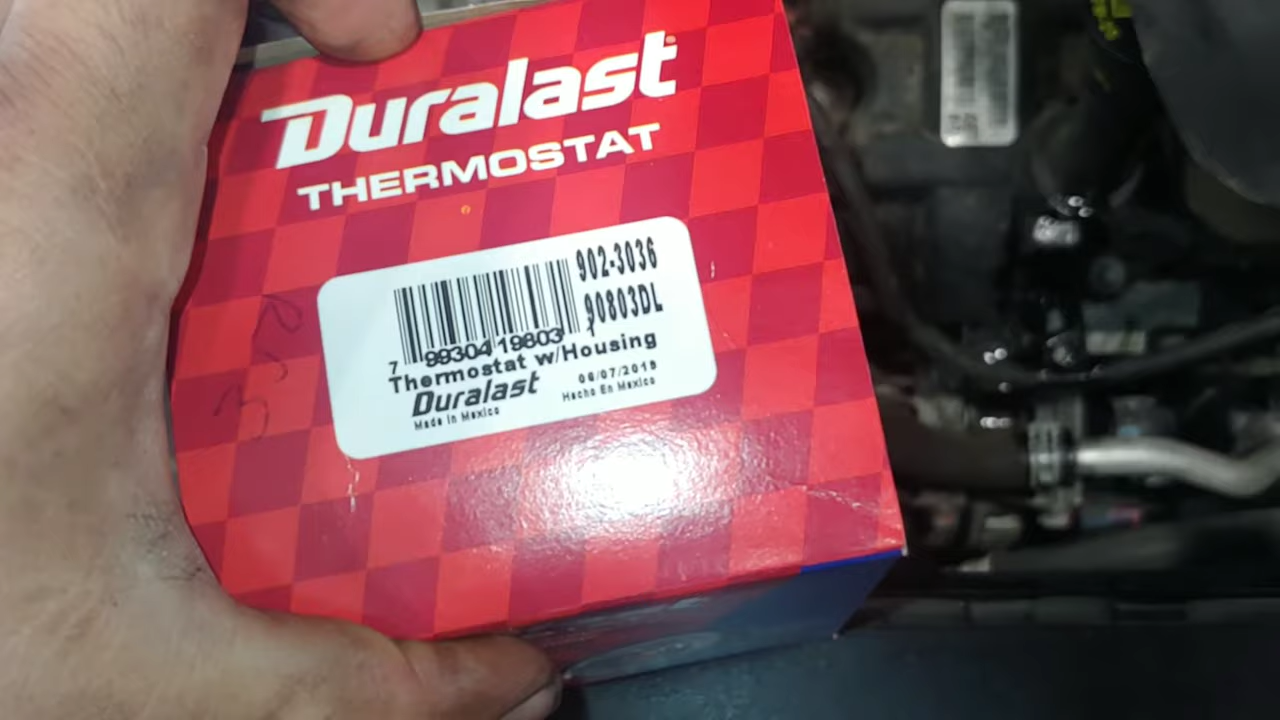 Duralast
THERMOSTAT
902-3036
90803DL
7 99304 19803 1
Thermostat w/Housing
Duralast
06/07/2019
Made in Mexico
Hecho En Mexico